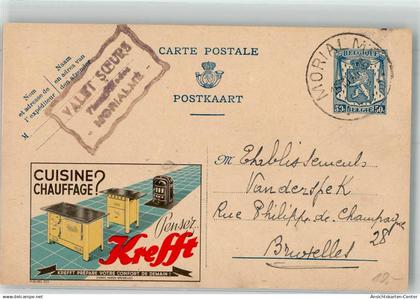 CARTE POSTALE
POSTKAART
Nom
et adresse de
l'expéditeur
Naam
en adres van
den afzender
M
VALET SŒURS
MORIALMÉ
MORIALMÉ
BELGIQUE
BELGIË
CUISINE
CHAUFFAGE?
Pensez..
Krefft
KREFFT PRÉPARE VOTRE CONFORT DE DEMAIN!
M Etablissements
Vanderspek
Rue Philippe de Champagne
28
Bruxelles